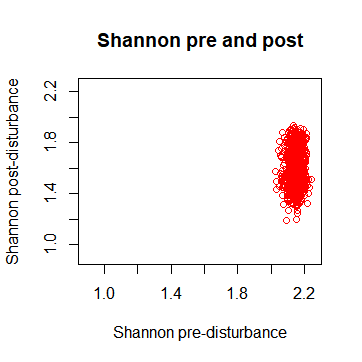 Shannon pre and post
Shannon post-disturbance
2.2
1.8
1.4
1.0
1.0 1.4 1.8 2.2
Shannon pre-disturbance